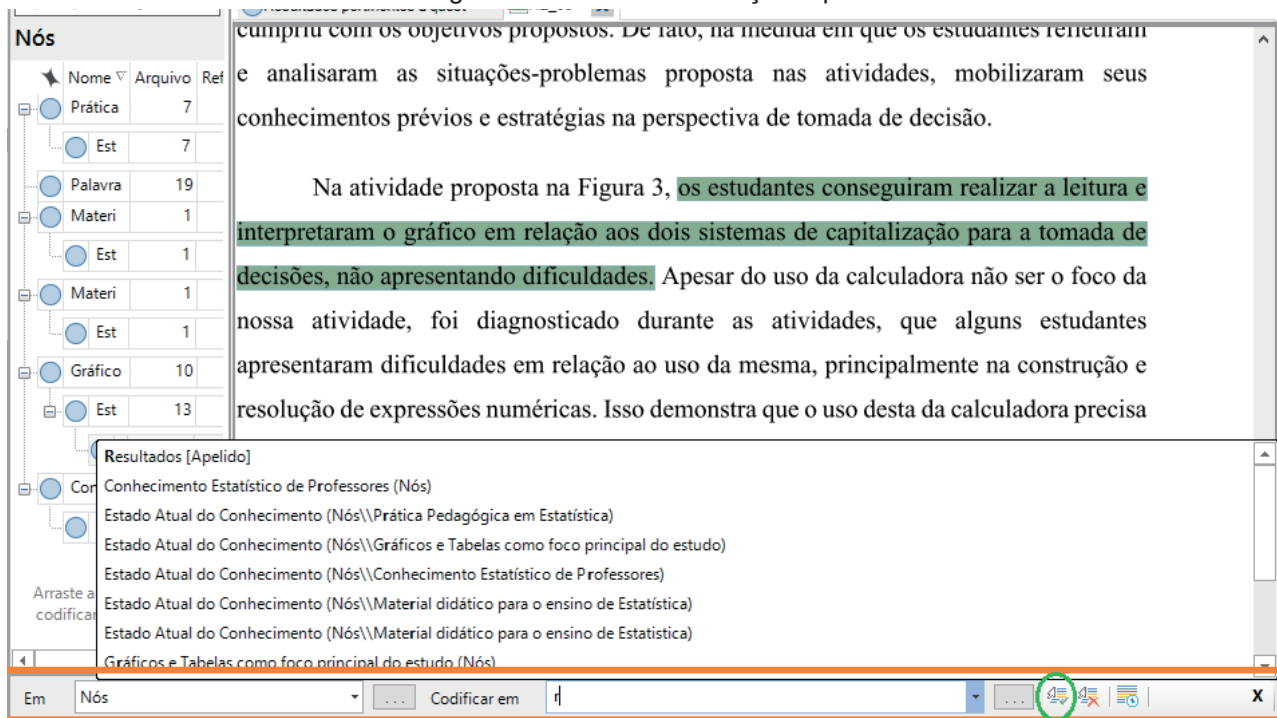 Nós
Nome Arquivo Ref
Prática 7
Est 7
Palavra 19
Materi 1
Est 1
Materi 1
Est 1
Gráfico 10
Est 13
Cor
Arraste a
codificar
cumpriu com os objetivos propostos. De fato, na medida em que os estudantes refletiram
e analisaram as situações-problemas proposta nas atividades, mobilizaram seus
conhecimentos prévios e estratégias na perspectiva de tomada de decisão.
Na atividade proposta na Figura 3, os estudantes conseguiram realizar a leitura e
interpretaram o gráfico em relação aos dois sistemas de capitalização para a tomada de
decisões, não apresentando dificuldades. Apesar do uso da calculadora não ser o foco da
nossa atividade, foi diagnosticado durante as atividades, que alguns estudantes
apresentaram dificuldades em relação ao uso da mesma, principalmente na construção e
resolução de expressões numéricas. Isso demonstra que o uso desta da calculadora precisa
Resultados [Apelido]
Conhecimento Estatístico de Professores (Nós)
Estado Atual do Conhecimento (Nós\\Prática Pedagógica em Estatística)
Estado Atual do Conhecimento (Nós\\Gráficos e Tabelas como foco principal do estudo)
Estado Atual do Conhecimento (Nós\\Conhecimento Estatístico de Professores)
Estado Atual do Conhecimento (Nós\\Material didático para o ensino de Estatística)
Estado Atual do Conhecimento (Nós\\Material didático para o ensino de Estatistica)
Gráficos e Tabelas como foco principal do estudo (Nós)
Em Nós ... Codificar em r ... X